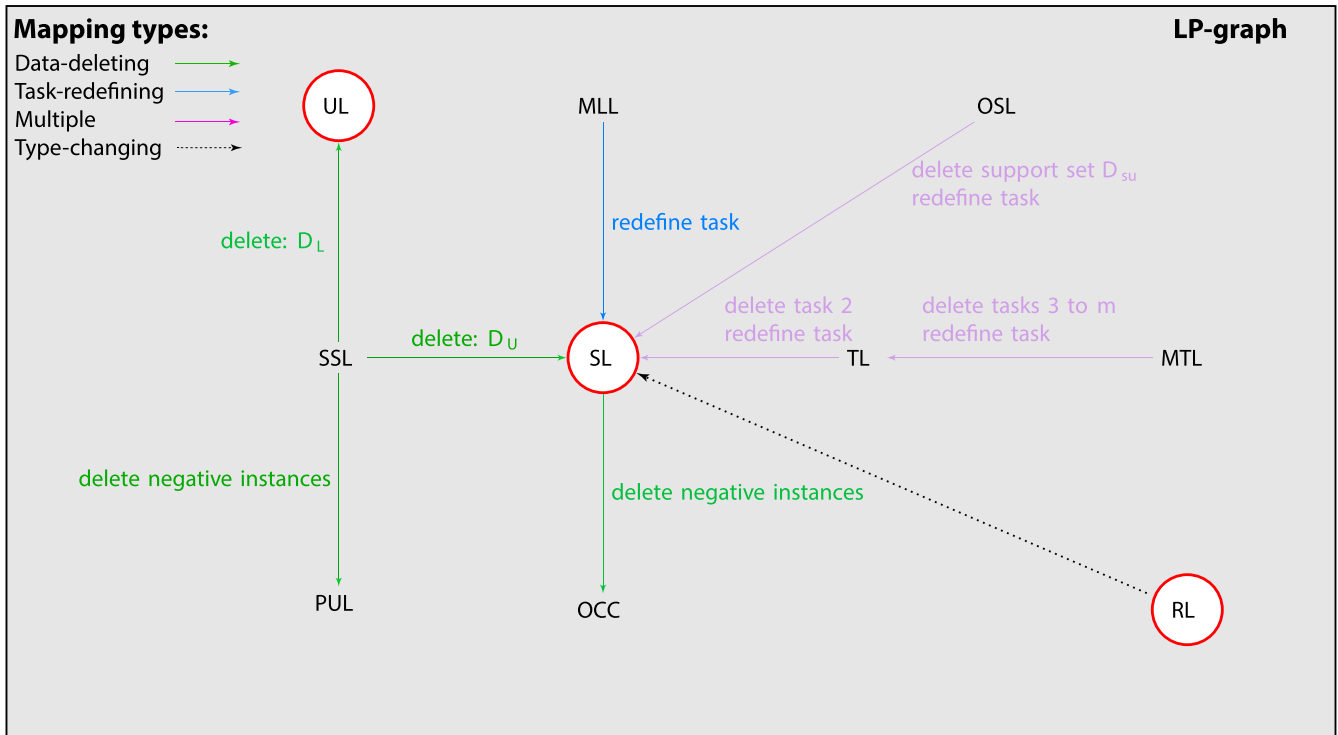 Mapping types:
LP-graph
Data-deleting
Task-redefining
Multiple
Type-changing
UL
MLL
OSL
delete support set D su
redefine task
redefine task
delete: D L
delete task 2
redefine task
delete tasks 3 to m
redefine task
delete: D U
SSL
SL
TL
MTL
delete negative instances
delete negative instances
PUL
OCC
RL